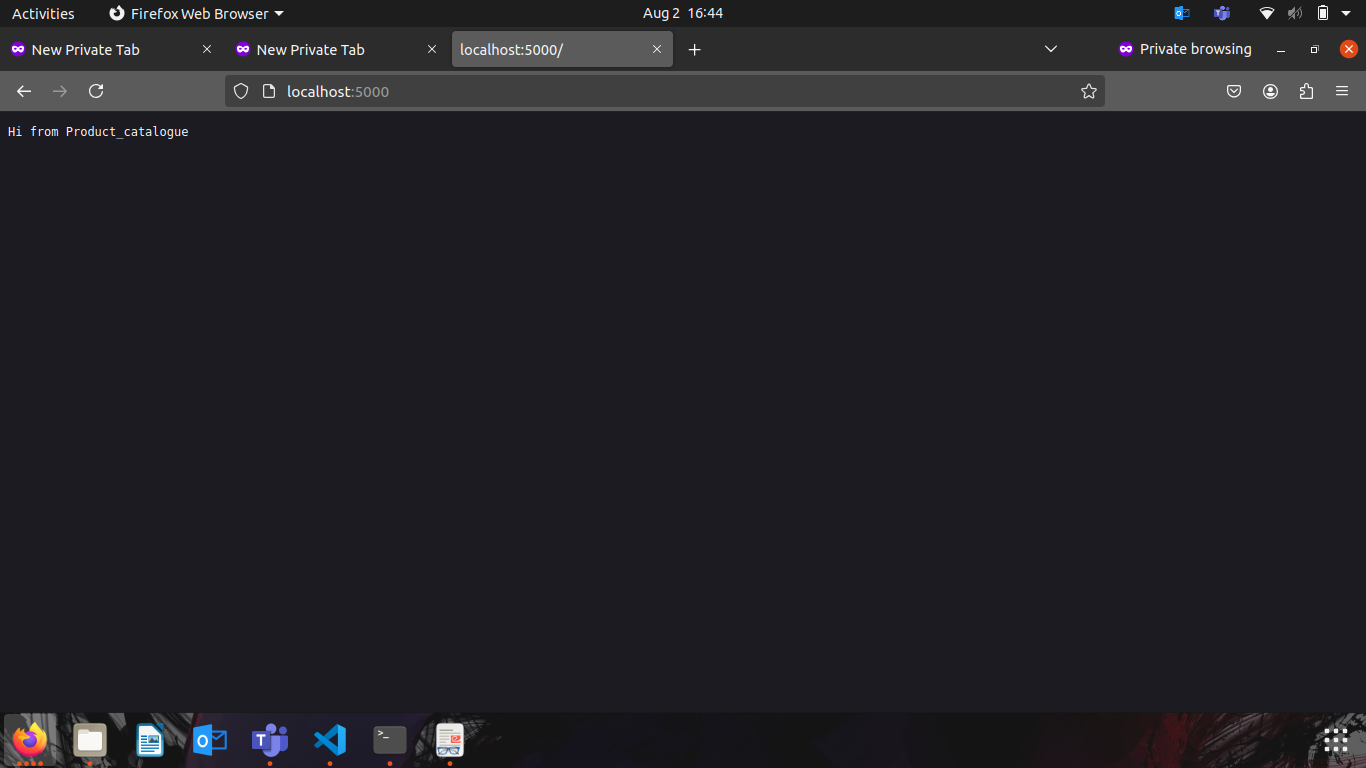 Activities Firefox Web Browser Aug 2 16:44
New Private Tab New Private Tab localhost:5000/ Private browsing
localhost:5000
Hi from Product_catalogue